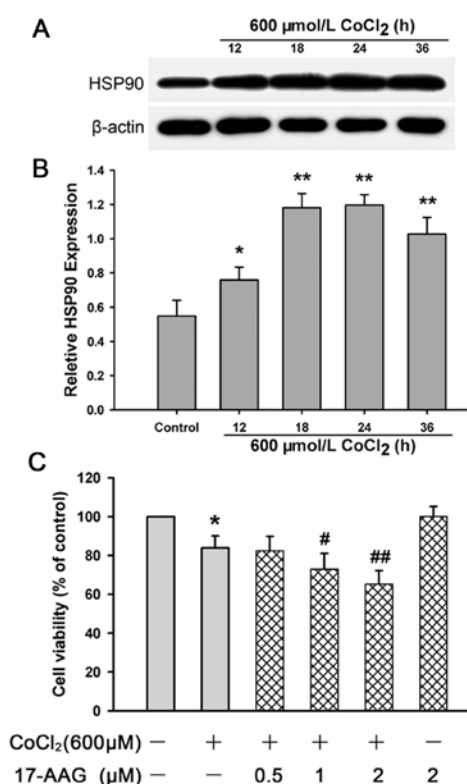 A
600 μmol/L CoCl2 (h)
12 18 24 36
HSP90
β-actin
B
Reletive HSP90 Expression
1.4
1.2
1.0
0.8
0.6
0.4
0.2
0.0
* ** ** **
Control 12 18 24 36
600 μmol/L CoCl2 (h)
C
Cell viability (% of control)
120
100
80
60
40
20
0
* # ##
CoCl2(600μM) — + + + + —
17-AAG (μM) — — 0.5 1 2 2